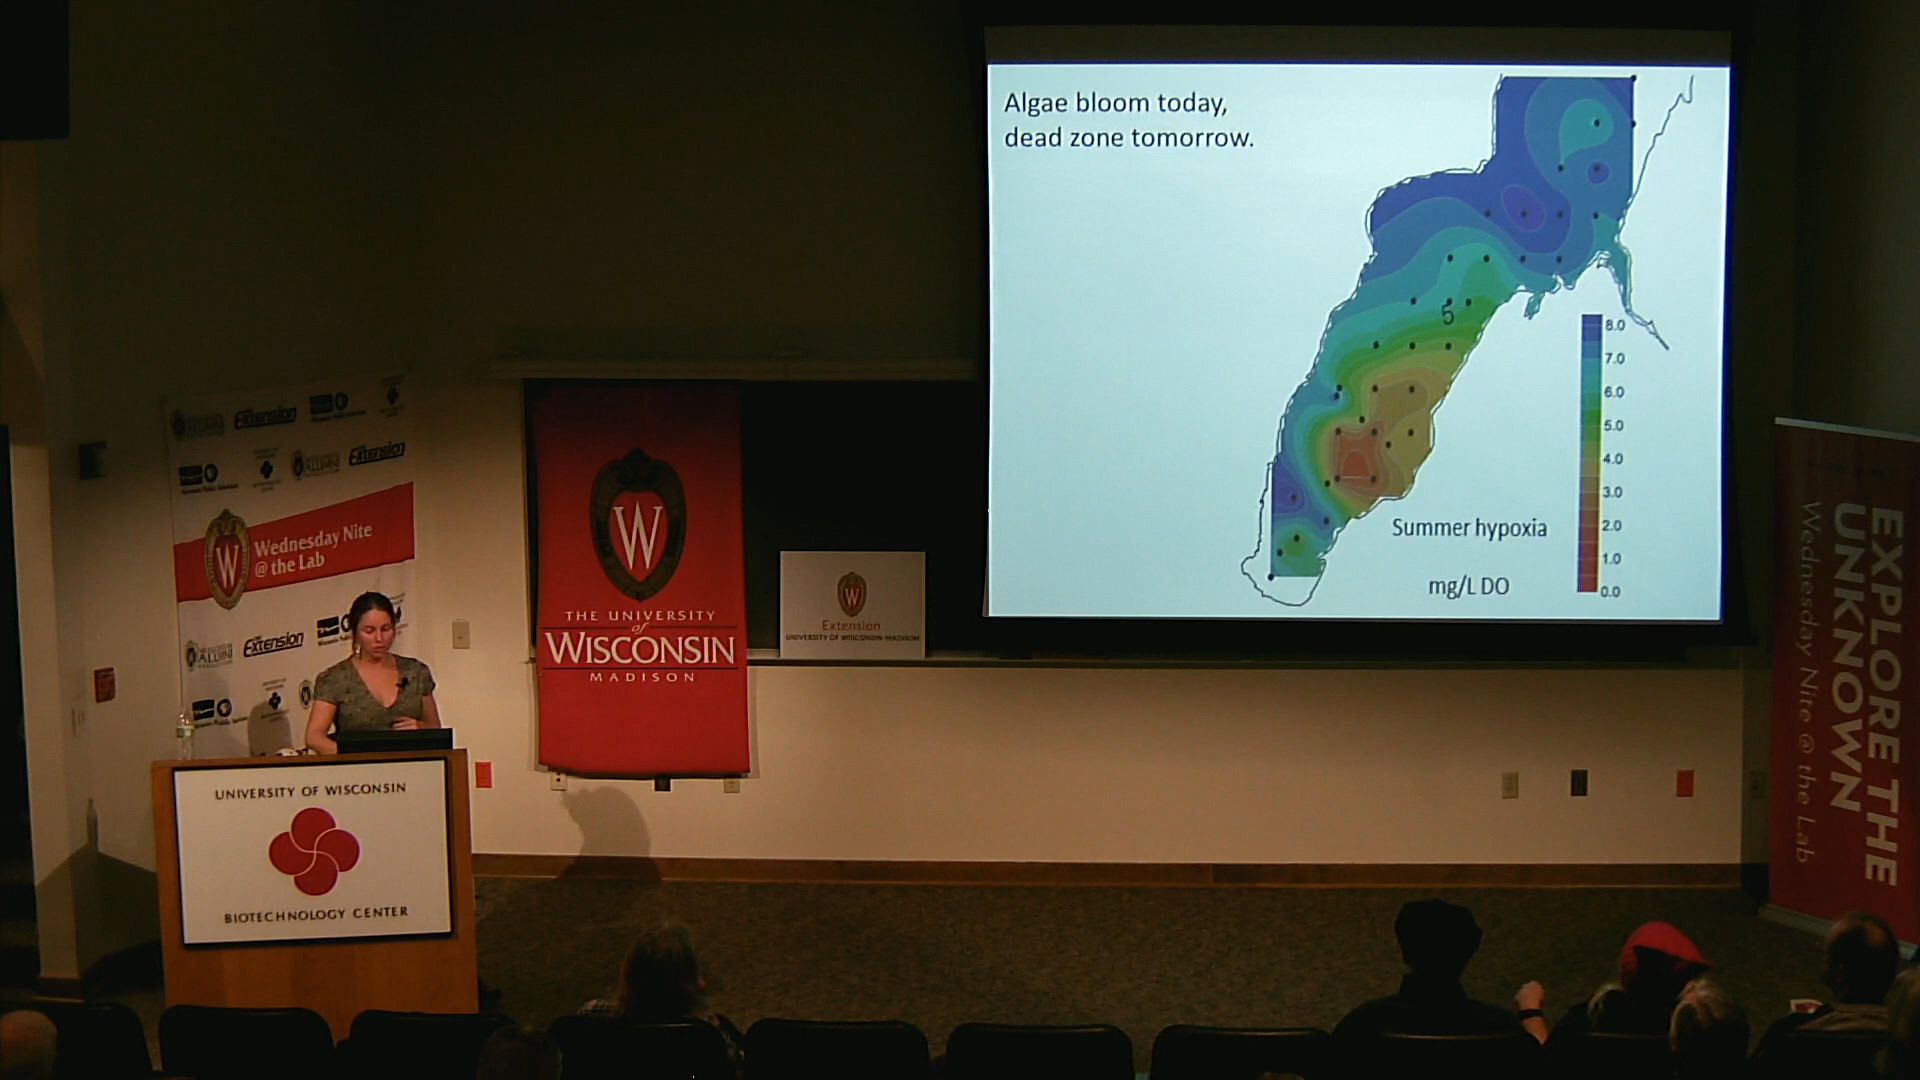 Algae bloom today,
dead zone tomorrow.
5
8.0
7.0
6.0
5.0
4.0
3.0
2.0
1.0
0.0
Summer hypoxia
mg/L DO
Extension
Extension
W
Wednesday Nite
@ the Lab
ALUMNI
Extension
W
THE UNIVERSITY
of
WISCONSIN
MADISON
W
Extension
UNIVERSITY OF WISCONSIN-MADISON
UNIVERSITY OF WISCONSIN
BIOTECHNOLOGY CENTER
EXPLORE THE
UNKNOWN
Wednesday Nite @ the Lab